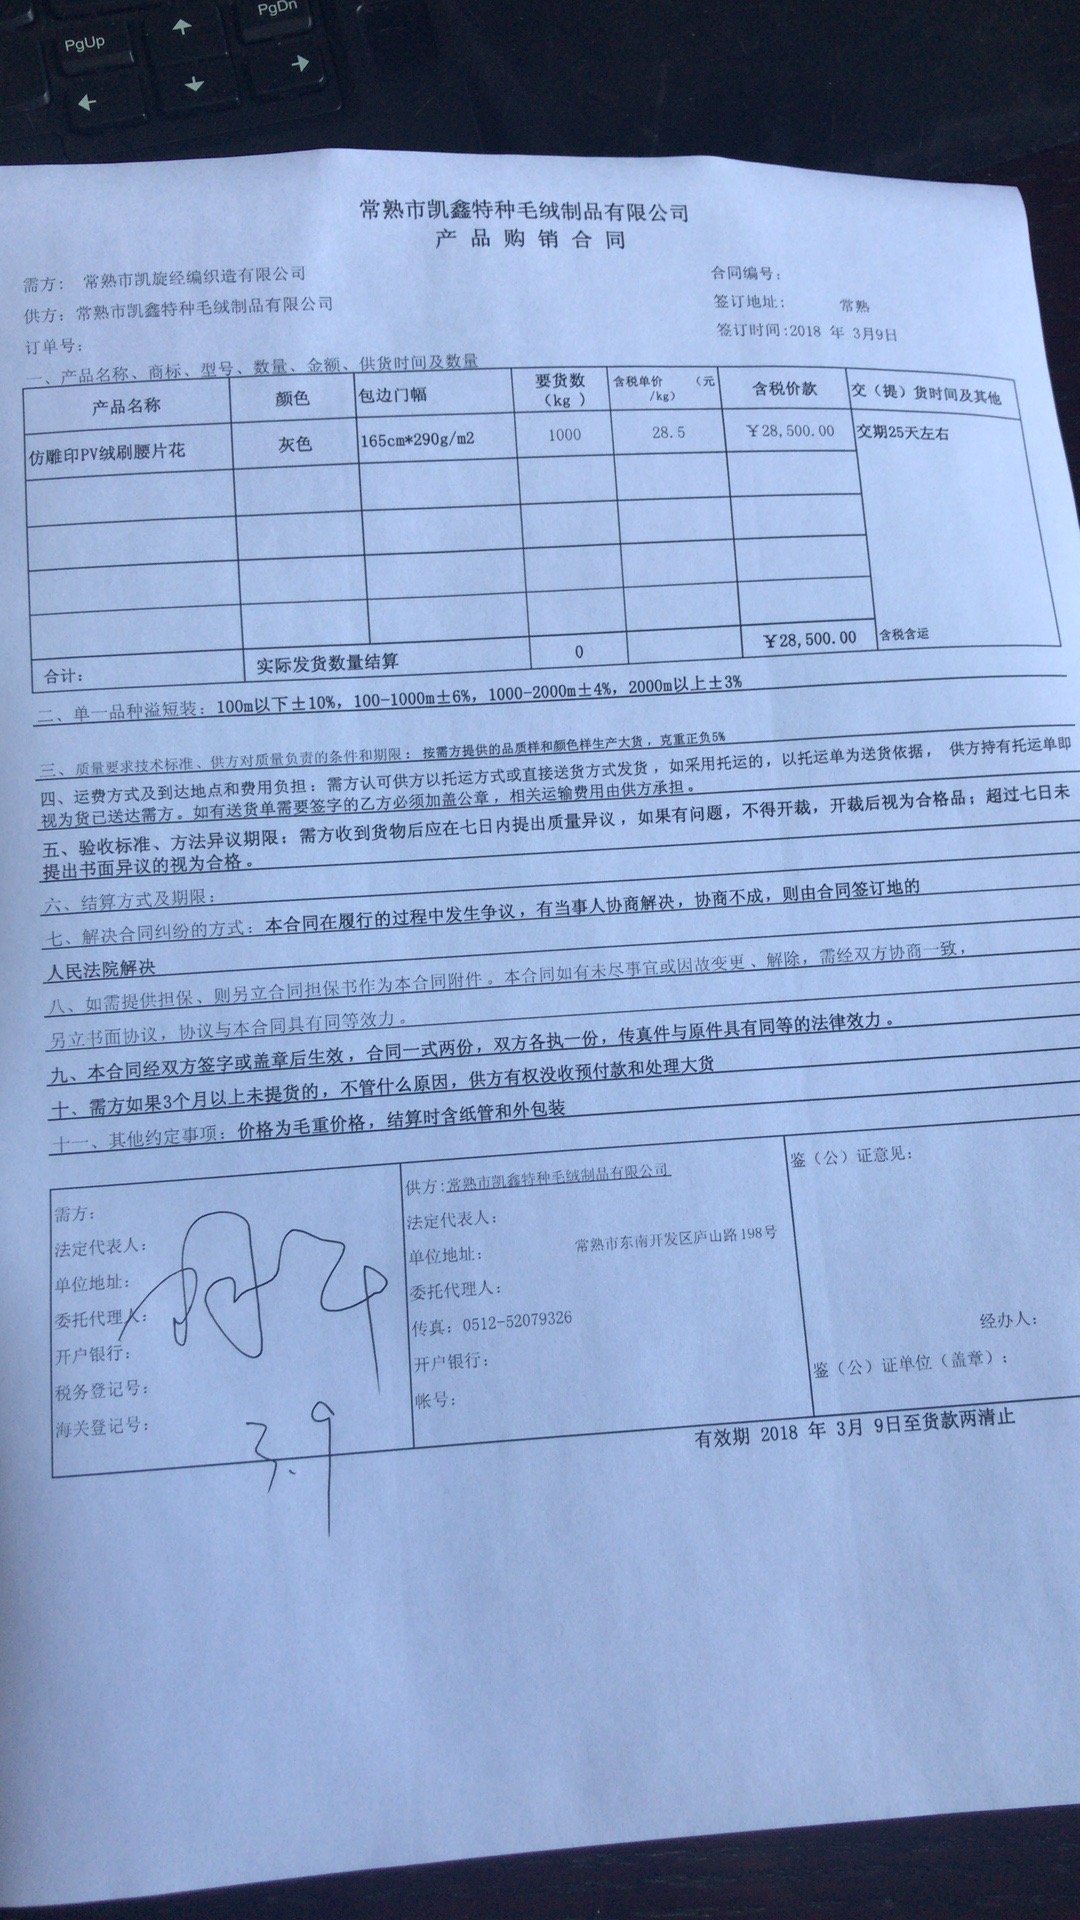 PgUp
PgDn
常熟市凯鑫特种毛绒制品有限公司
产品购销合同
需方: 常熟市凯旋经编织造有限公司
合同编号:
供方: 常熟市凯鑫特种毛绒制品有限公司
签订地址: 常熟
订单号:
签订时间:2018 年 3月9日
一、产品名称、商标、型号、数量、金额、供货时间及数量
产品名称 颜色 包边门幅 要货数（kg ） 含税单价 （元/kg） 含税价款 交（提）货时间及其他
仿雕印PV绒刷腰片花 灰色 165cm*290g/m2 1000 28.5 ￥28,500.00 交期25天左右
合计: 实际发货数量结算 0 ￥28,500.00 含税含运
二、单一品种溢短装: 100m以下±10%, 100-1000m±6%, 1000-2000m±4%, 2000m以上±3%
三、质量要求技术标准、供方对质量负责的条件和期限: 按需方提供的品质样和颜色样生产大货，克重正负5%
四、运费方式及到达地点和费用负担: 需方认可供方以托运方式或直接送货方式发货，如采用托运的, 以托运单为送货依据， 供方持有托运单即
视为货已送达需方。如有送货单需要签字的乙方必须加盖公章，相关运输费用由供方承担。
五、验收标准、方法异议期限: 需方收到货物后应在七日内提出质量异议，如果有问题, 不得开裁, 开裁后视为合格品; 超过七日未
提出书面异议的视为合格。
六、结算方式及期限:
七、解决合同纠纷的方式: 本合同在履行的过程中发生争议, 有当事人协商解决, 协商不成, 则由合同签订地的
人民法院解决
八、如需提供担保、则另立合同担保书作为本合同附件。本合同如有未尽事宜或因故变更、解除, 需经双方协商一致,
另立书面协议, 协议与本合同具有同等效力。
九、本合同经双方签字或盖章后生效, 合同一式两份, 双方各执一份, 传真件与原件具有同等的法律效力。
十、需方如果3个月以上未提货的, 不管什么原因, 供方有权没收预付款和处理大货
十一、其他约定事项: 价格为毛重价格, 结算时含纸管和外包装
需方:
法定代表人:
单位地址:
委托代理人:
开户银行:
税务登记号:
海关登记号:
3.9
供方:常熟市凯鑫特种毛绒制品有限公司
法定代表人:
单位地址: 常熟市东南开发区庐山路198号
委托代理人:
传真: 0512-52079326
开户银行:
帐号:
鉴（公）证意见:
经办人:
鉴（公）证单位（盖章）:
有效期 2018 年 3月 9日至货款两清止